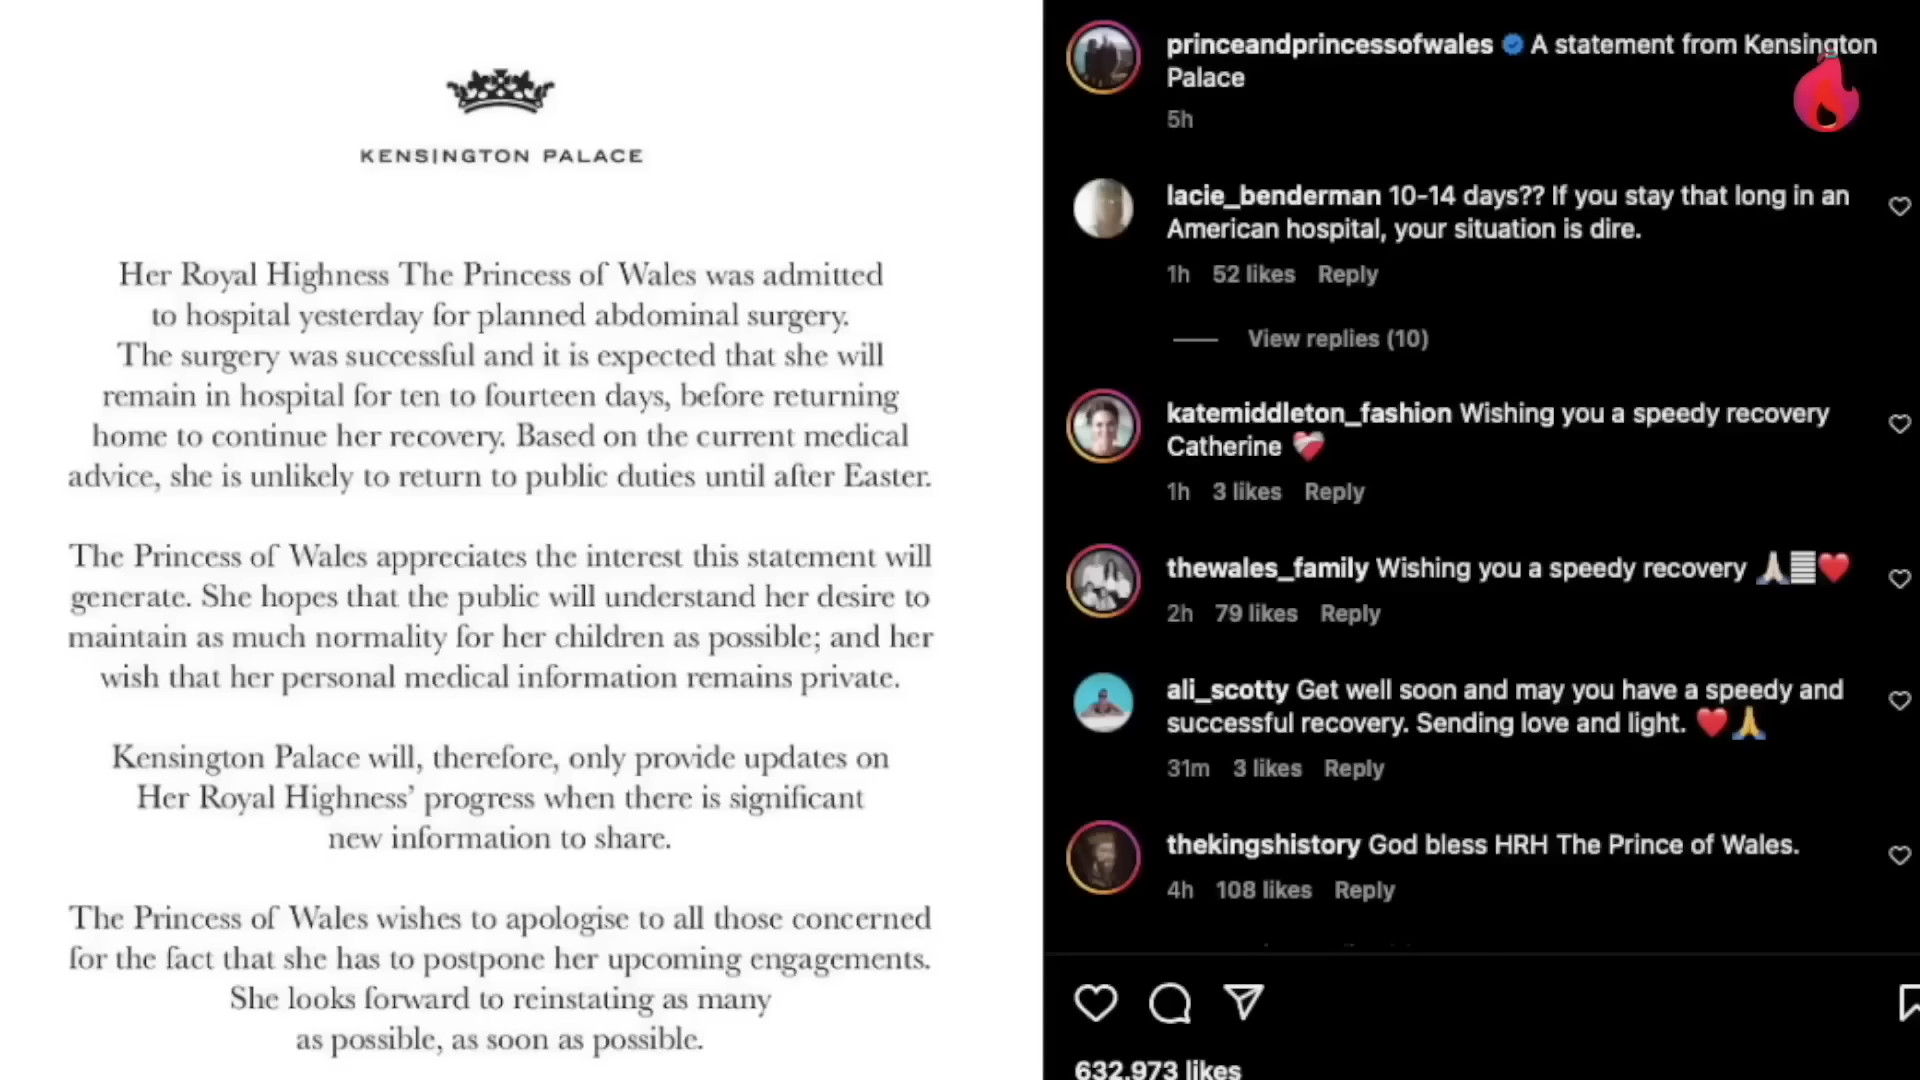 KENSINGTON PALACE
Her Royal Highness The Princess of Wales was admitted
to hospital yesterday for planned abdominal surgery.
The surgery was successful and it is expected that she will
remain in hospital for ten to fourteen days, before returning
home to continue her recovery. Based on the current medical
advice, she is unlikely to return to public duties until after Easter.
The Princess of Wales appreciates the interest this statement will
generate. She hopes that the public will understand her desire to
maintain as much normality for her children as possible; and her
wish that her personal medical information remains private.
Kensington Palace will, therefore, only provide updates on
Her Royal Highness’ progress when there is significant
new information to share.
The Princess of Wales wishes to apologise to all those concerned
for the fact that she has to postpone her upcoming engagements.
She looks forward to reinstating as many
as possible, as soon as possible.
princeandprincessofwales A statement from Kensington
Palace
5h
lacie_benderman 10-14 days?? If you stay that long in an
American hospital, your situation is dire.
1h 52 likes Reply
View replies (10)
katemiddleton_fashion Wishing you a speedy recovery
Catherine ❤️‍🩹
1h 3 likes Reply
thewales_family Wishing you a speedy recovery 🙏🏻❤️
2h 79 likes Reply
ali_scotty Get well soon and may you have a speedy and
successful recovery. Sending love and light. ❤️🙏
31m 3 likes Reply
thekingshistory God bless HRH The Prince of Wales.
4h 108 likes Reply
632,973 likes